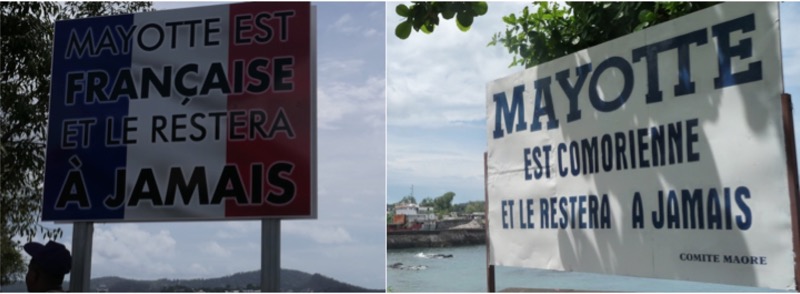 MAYOTTE EST
FRANÇAISE
ET LE RESTERA
À JAMAIS
MAYOTTE
EST COMORIENNE
ET LE RESTERA A JAMAIS
COMITE MAORE